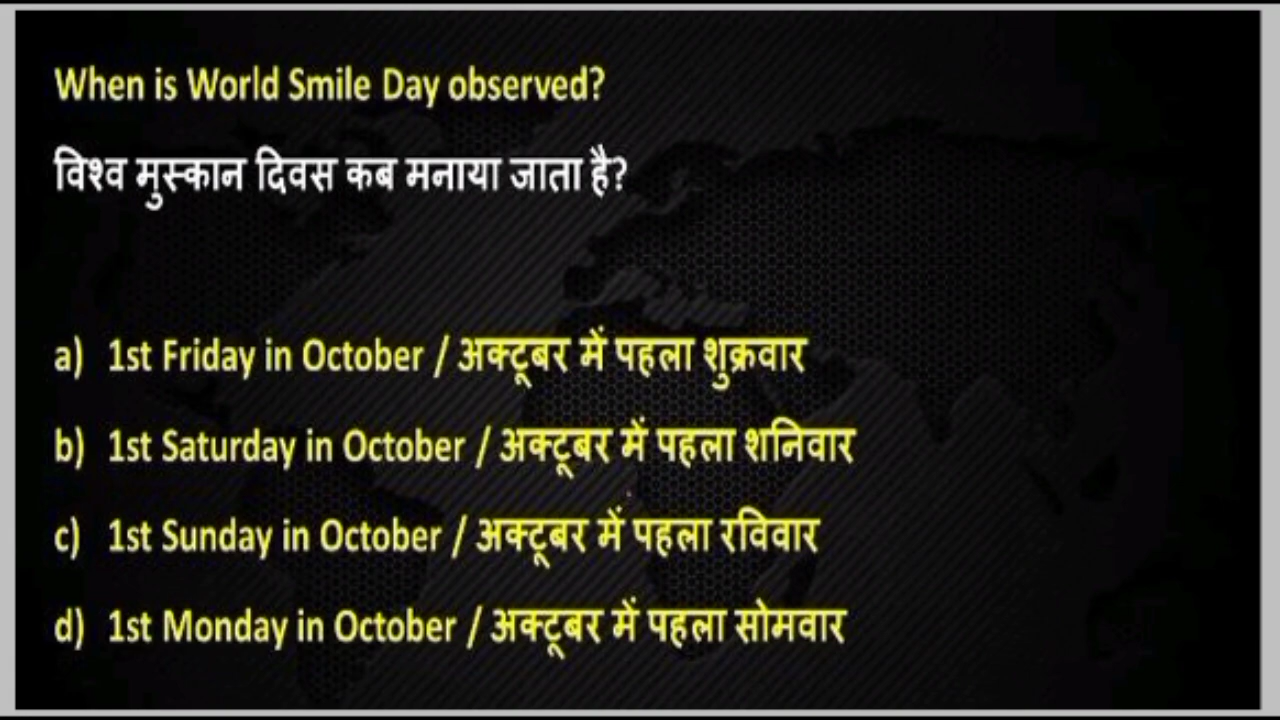 When is World Smile Day observed?
विश्व मुस्कान दिवस कब मनाया जाता है?
a) 1st Friday in October / अक्टूबर में पहला शुक्रवार
b) 1st Saturday in October / अक्टूबर में पहला शनिवार
c) 1st Sunday in October / अक्टूबर में पहला रविवार
d) 1st Monday in October / अक्टूबर में पहला सोमवार